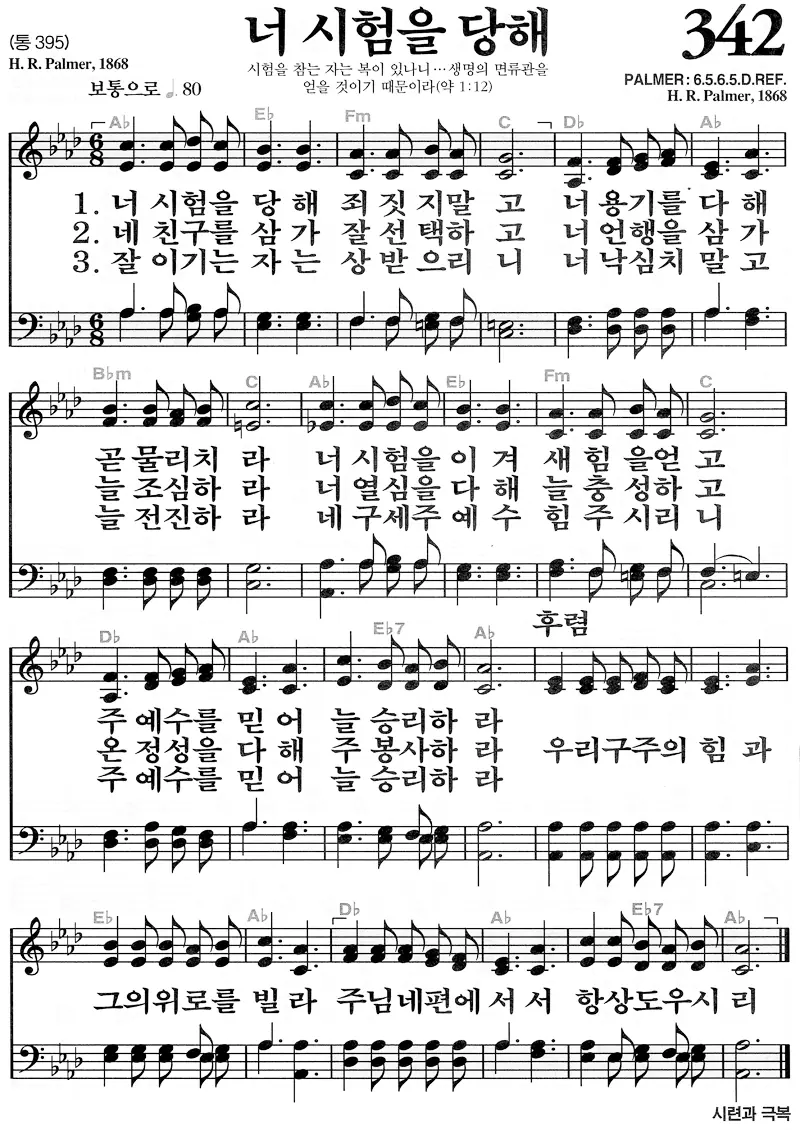 (통 395)
너 시험을 당해
342
H. R. Palmer, 1868
시험을 참는 자는 복이 있나니…생명의 면류관을
얻을 것이기 때문이라(약 1:12)
PALMER: 6.5.6.5.D.REF.
H. R. Palmer, 1868
보통으로 ♩. 80
A♭ E♭ Fm C D♭ A♭
1. 너 시험을 당해 죄 짓지말고 너 용기를 다해
2. 네 친구를 삼가 잘 선택하고 너 언행을 삼가
3. 잘 이기는 자는 상 받으리니 너 낙심치 말고
B♭m C A♭ E♭ Fm C
곧 물리치라 너 시험을 이겨 새 힘을 얻고
늘 조심하라 너 열심을 다해 늘 충성하고
늘 전진하라 네 구세주 예수 힘 주시리니
후렴
D♭ A♭ E♭7 A♭
주 예수를 믿어 늘 승리하라
온 정성을 다해 주 봉사하라 우리구주의 힘과
주 예수를 믿어 늘 승리하라
E♭ A♭ D♭ A♭ E♭7 A♭
그의위로를 빌라 주님네편에서서 항상도우시리
시련과 극복